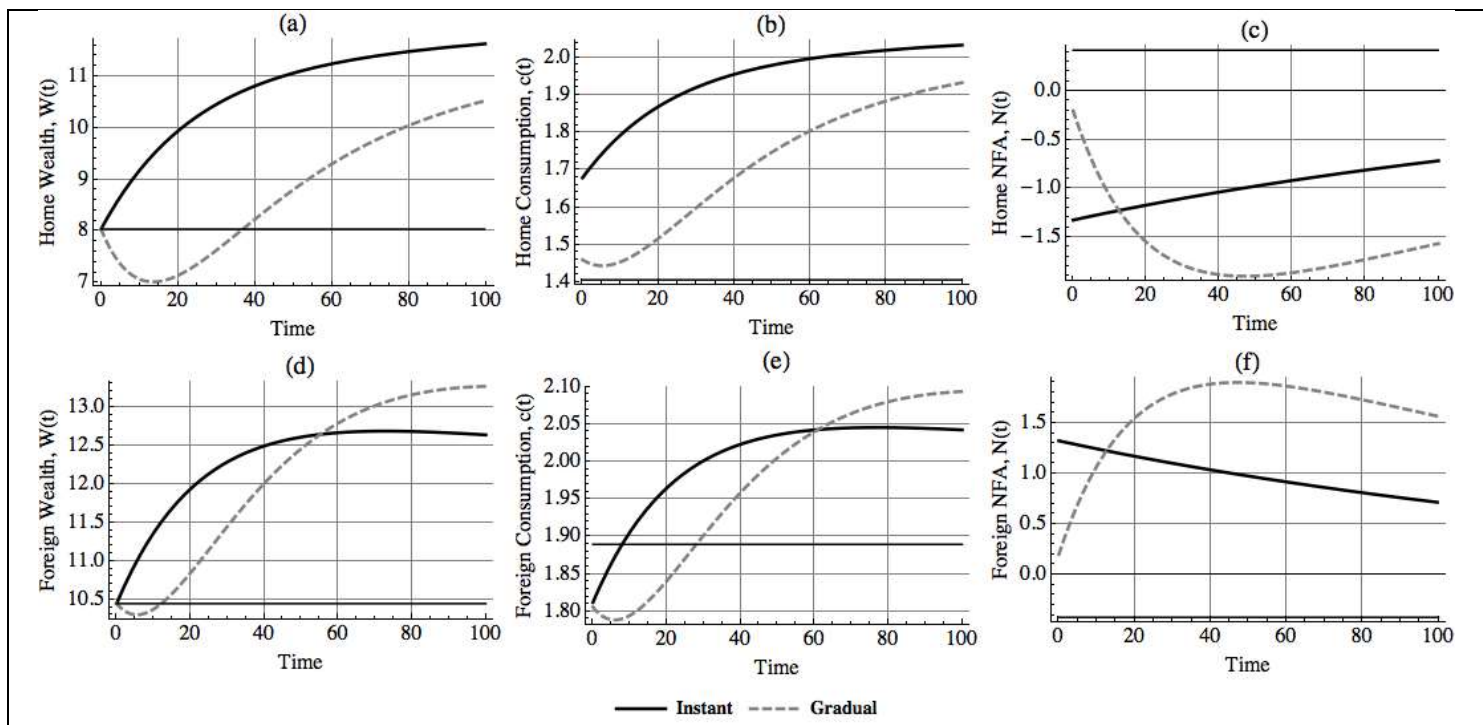 (a)
Home Wealth, W(t)
11
10
9
8
7
0 20 40 60 80 100
Time
(b)
Home Consumption, c(t)
2.0
1.9
1.8
1.7
1.6
1.5
1.4
0 20 40 60 80 100
Time
(c)
Home NFA, N(t)
0.0
−0.5
−1.0
−1.5
0 20 40 60 80 100
Time
(d)
Foreign Wealth, W(t)
13.0
12.5
12.0
11.5
11.0
10.5
0 20 40 60 80 100
Time
(e)
Foreign Consumption, c(t)
2.10
2.05
2.00
1.95
1.90
1.85
1.80
0 20 40 60 80 100
Time
(f)
Foreign NFA, N(t)
1.5
1.0
0.5
0.0
0 20 40 60 80 100
Time
Instant Gradual